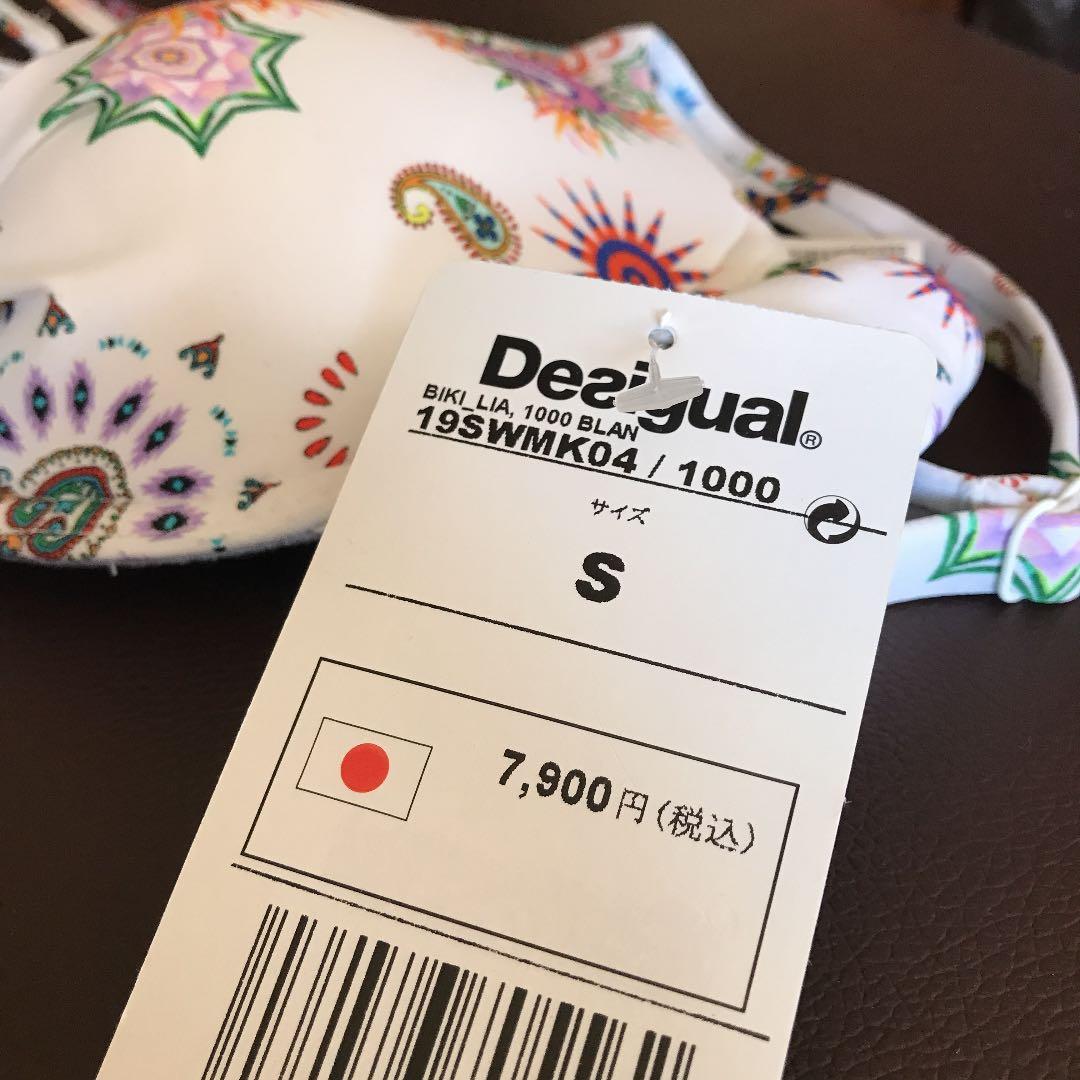 Desigual®
BIKI_LIA, 1000 BLAN
19SWMK04 / 1000
サイズ
S
7,900円(税込)